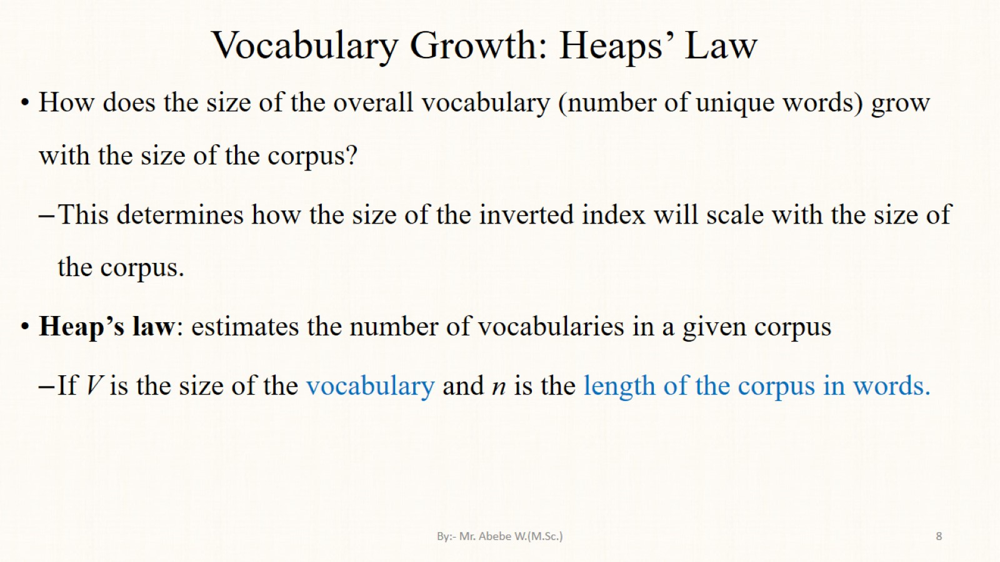 Vocabulary Growth: Heaps’ Law
• How does the size of the overall vocabulary (number of unique words) grow
with the size of the corpus?
–This determines how the size of the inverted index will scale with the size of
the corpus.
• Heap’s law: estimates the number of vocabularies in a given corpus
–If V is the size of the vocabulary and n is the length of the corpus in words.
By:- Mr. Abebe W.(M.Sc.)
8